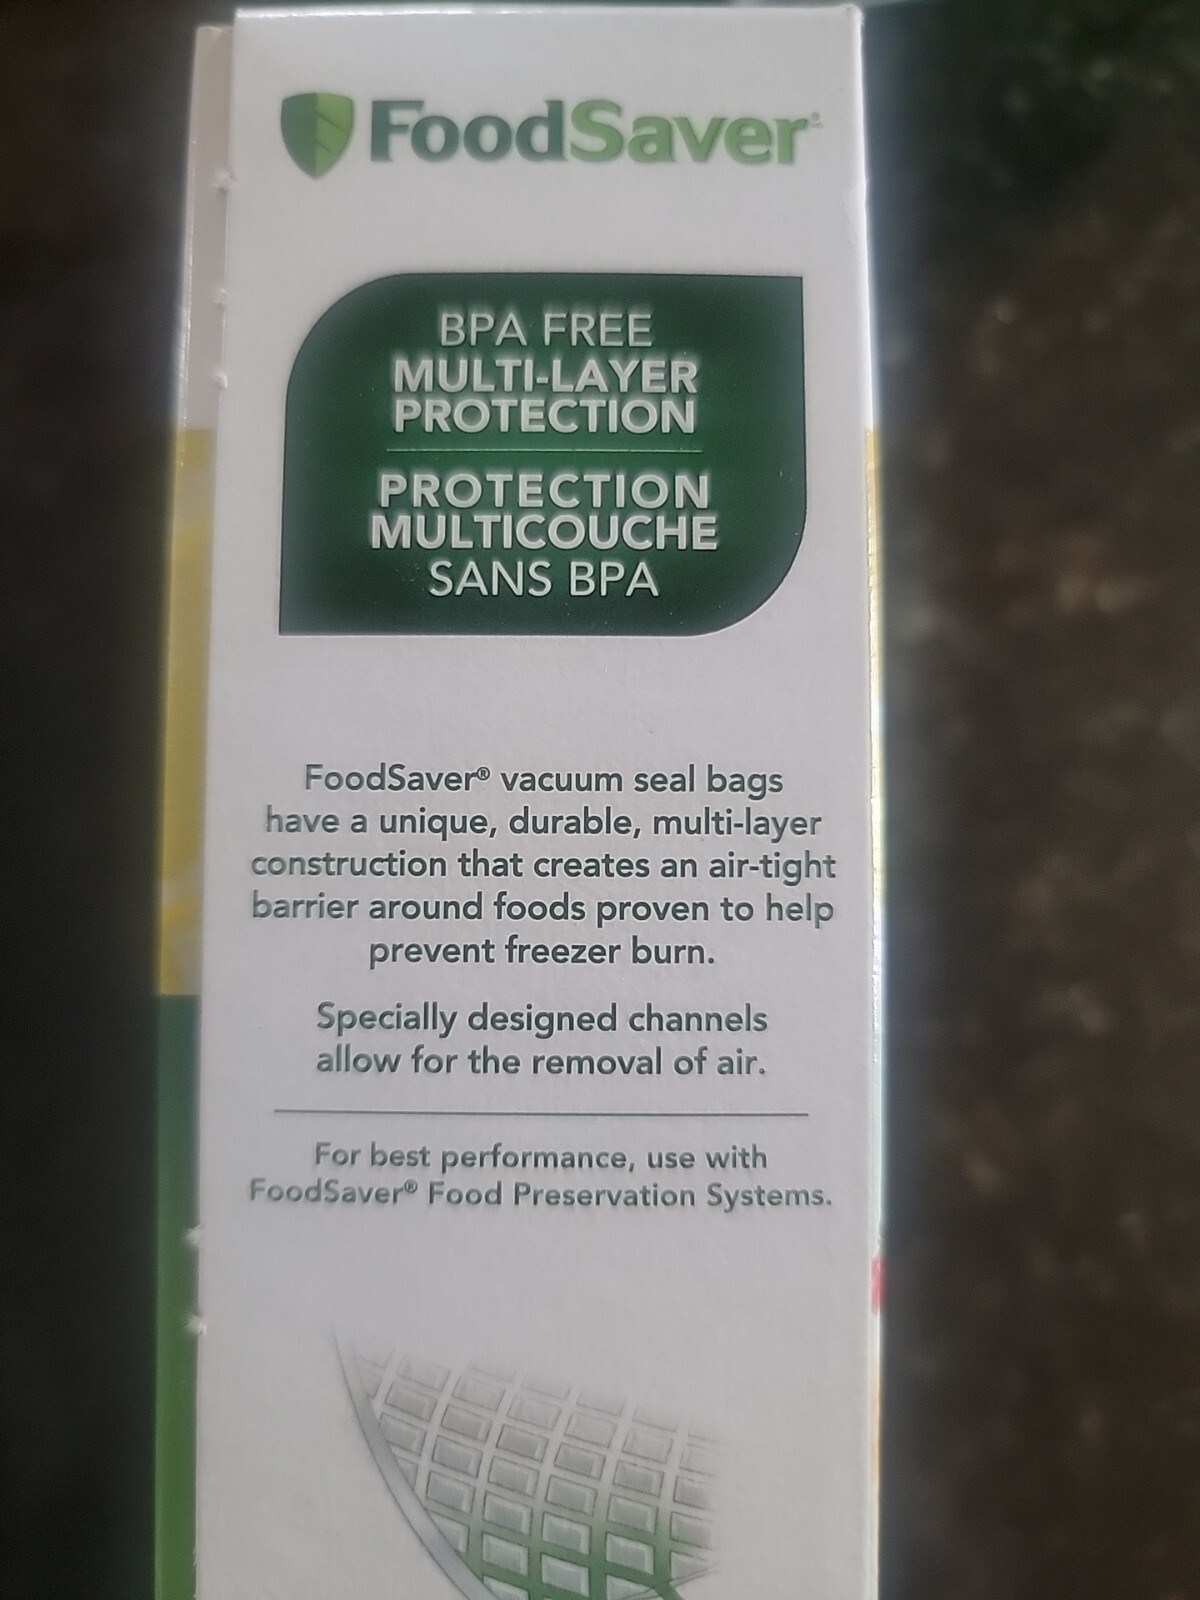 FoodSaver
BPA FREE
MULTI-LAYER
PROTECTION
PROTECTION
MULTICOUCHE
SANS BPA
FoodSaver® vacuum seal bags
have a unique, durable, multi-layer
construction that creates an air-tight
barrier around foods proven to help
prevent freezer burn.
Specially designed channels
allow for the removal of air.
For best performance, use with
FoodSaver® Food Preservation Systems.